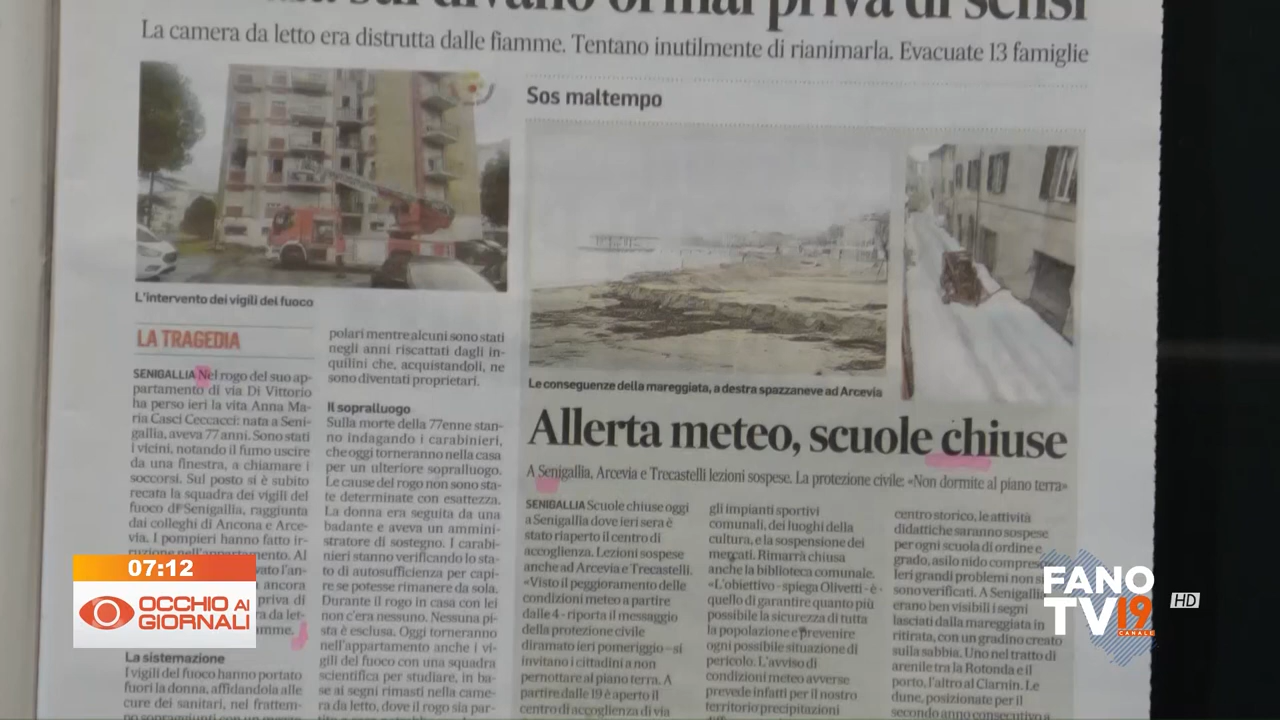 sul divano ormai priva di sensi
La camera da letto era distrutta dalle fiamme. Tentano inutilmente di rianimarla. Evacuate 13 famiglie
L'intervento dei vigili del fuoco
LA TRAGEDIA
SENIGALLIA Nel rogo del suo ap-
partamento di via Di Vittorio
ha perso ieri la vita Anna Ma-
ria Casci Ceccacci: nata a Seni-
gallia, aveva 77 anni. Sono stati
i vicini, notando il fumo uscire
da una finestra, a chiamare i
soccorsi. Sul posto si è subito
recata la squadra dei vigili del
fuoco di Senigallia, raggiunta
dai colleghi di Ancona e Arce-
via. I pompieri hanno fatto ir-
ruzione nell'appartamento. Al
vato l'an-
ancora
priva di
da let-
amme.
La sistemazione
I vigili del fuoco hanno portato
fuori la donna, affidandola alle
cure dei sanitari, nel frattem-
polari mentre alcuni sono stati
negli anni riscattati dagli in-
quilini che, acquistandoli, ne
sono diventati proprietari.
Il sopralluogo
Sulla morte della 77enne stan-
no indagando i carabinieri,
che oggi torneranno nella casa
per un ulteriore sopralluogo.
Le cause del rogo non sono sta-
te determinate con esattezza.
La donna era seguita da una
badante e aveva un ammini-
stratore di sostegno. I carabi-
nieri stanno verificando lo sta-
to di autosufficienza per capi-
re se potesse rimanere da sola.
Durante il rogo in casa con lei
non c'era nessuno. Nessuna pi-
sta è esclusa. Oggi torneranno
nell'appartamento anche i vi-
gili del fuoco con una squadra
scientifica per studiare, in ba-
se ai segni rimasti nella came-
ra da letto, dove il rogo sia par-
Sos maltempo
Le conseguenze della mareggiata, a destra spazzaneve ad Arcevia
Allerta meteo, scuole chiuse
A Senigallia, Arcevia e Trecastelli lezioni sospese. La protezione civile: «Non dormite al piano terra»
SENIGALLIA Scuole chiuse oggi
a Senigallia dove ieri sera è
stato riaperto il centro di
accoglienza. Lezioni sospese
anche ad Arcevia e Trecastelli.
«Visto il peggioramento delle
condizioni meteo a partire
dalle 4 - riporta il messaggio
della protezione civile
diramato ieri pomeriggio – si
invitano i cittadini a non
pernottare al piano terra. A
partire dalle 19 è aperto il
centro di accoglienza di via
gli impianti sportivi
comunali, dei luoghi della
cultura, e la sospensione dei
mercati. Rimarrà chiusa
anche la biblioteca comunale.
«L'obiettivo - spiega Olivetti - è
quello di garantire quanto più
possibile la sicurezza di tutta
la popolazione e prevenire
ogni possibile situazione di
pericolo. L'avviso di
condizioni meteo avverse
prevede infatti per il nostro
territorio precipitazioni
centro storico, le attività
didattiche saranno sospese
per ogni scuola di ordine e
grado, asilo nido compreso.
Ieri grandi problemi non
sono verificati. A Senigallia
erano ben visibili i segni
lasciati dalla mareggiata in
ritirata, con un gradino creato
sulla sabbia. Uno nel tratto di
arenile tra la Rotonda e il
porto, l'altro al Ciarnin. Le
dune, posizionate per il
secondo anno consecutivo a
07:12
OCCHIO AI
GIORNALI
FANO
TV19
CANALE
HD